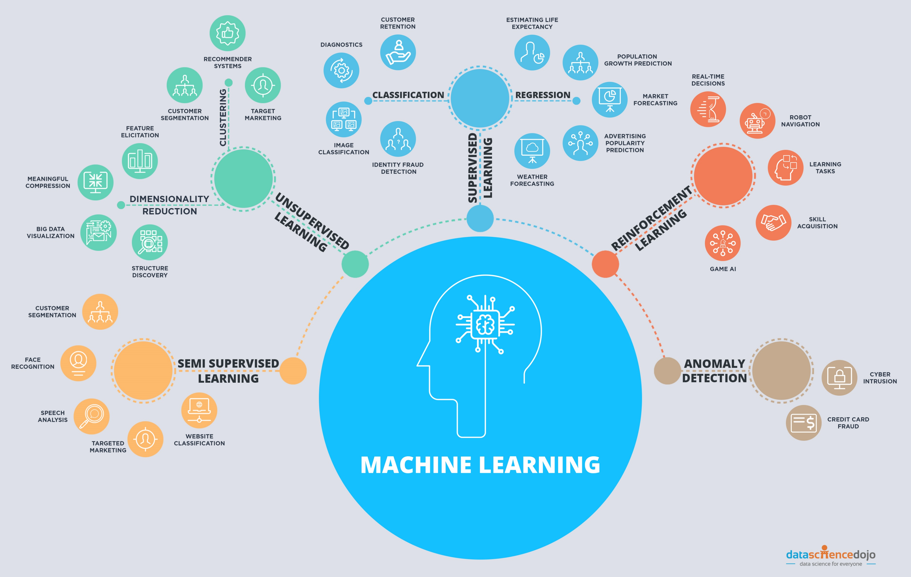 RECOMMENDER
SYSTEMS
CUSTOMER
SEGMENTATION
TARGET
MARKETING
CLUSTERING
FEATURE
ELICITATION
MEANINGFUL
COMPRESSION
DIMENSIONALITY
REDUCTION
BIG DATA
VISUALIZATION
STRUCTURE
DISCOVERY
UNSUPERVISED
LEARNING
CUSTOMER
RETENTION
DIAGNOSTICS
CLASSIFICATION
IMAGE
CLASSIFICATION
IDENTITY FRAUD
DETECTION
ESTIMATING LIFE
EXPECTANCY
POPULATION
GROWTH PREDICTION
REGRESSION
MARKET
FORECASTING
ADVERTISING
POPULARITY
PREDICTION
WEATHER
FORECASTING
SUPERVISED
LEARNING
REAL-TIME
DECISIONS
ROBOT
NAVIGATION
LEARNING
TASKS
SKILL
ACQUISITION
GAME AI
REINFORCEMENT
LEARNING
CUSTOMER
SEGMENTATION
FACE
RECOGNITION
SEMI SUPERVISED
LEARNING
SPEECH
ANALYSIS
TARGETED
MARKETING
WEBSITE
CLASSIFICATION
ANOMALY
DETECTION
CYBER
INTRUSION
CREDIT CARD
FRAUD
MACHINE LEARNING
datasciencedojo
data science for everyone